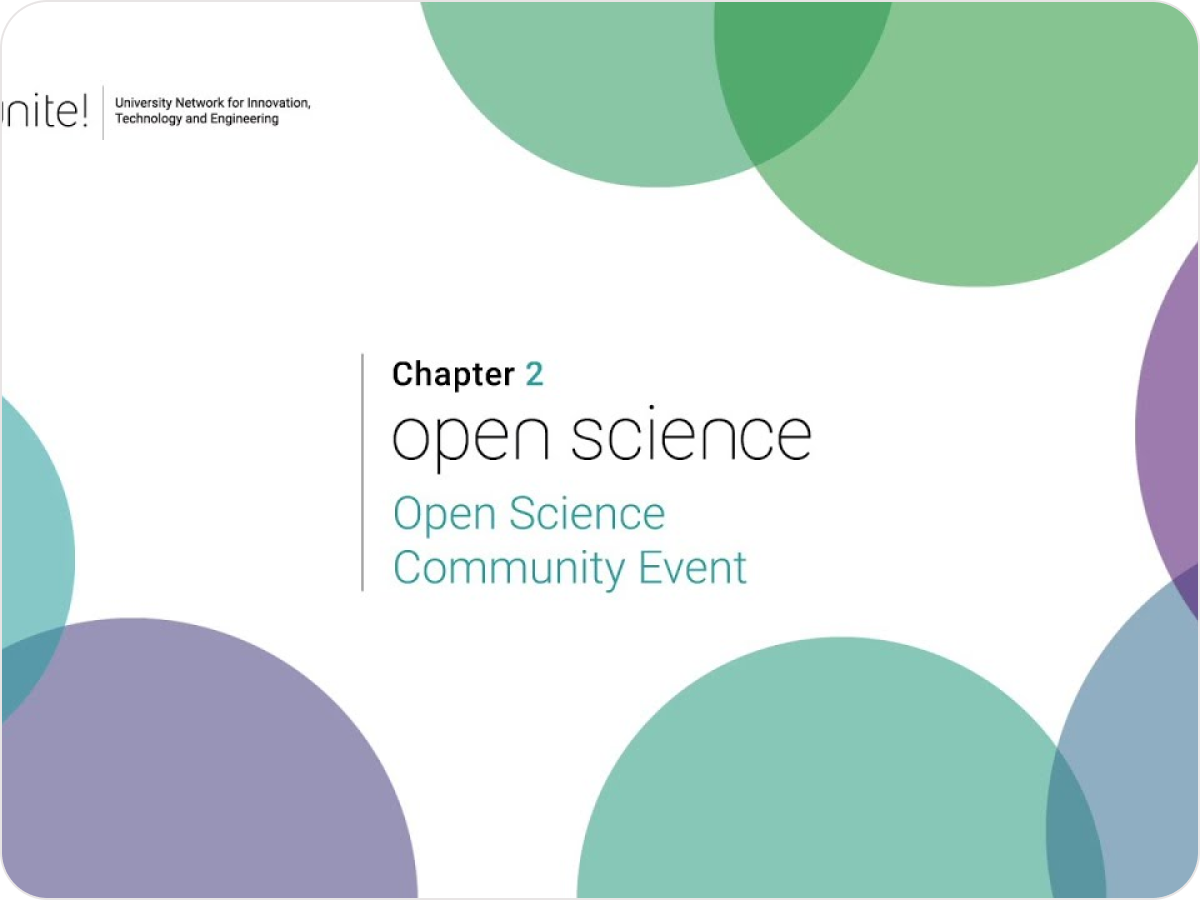 nite!
University Network for Innovation,
Technology and Engineering
Chapter 2
open science
Open Science
Community Event